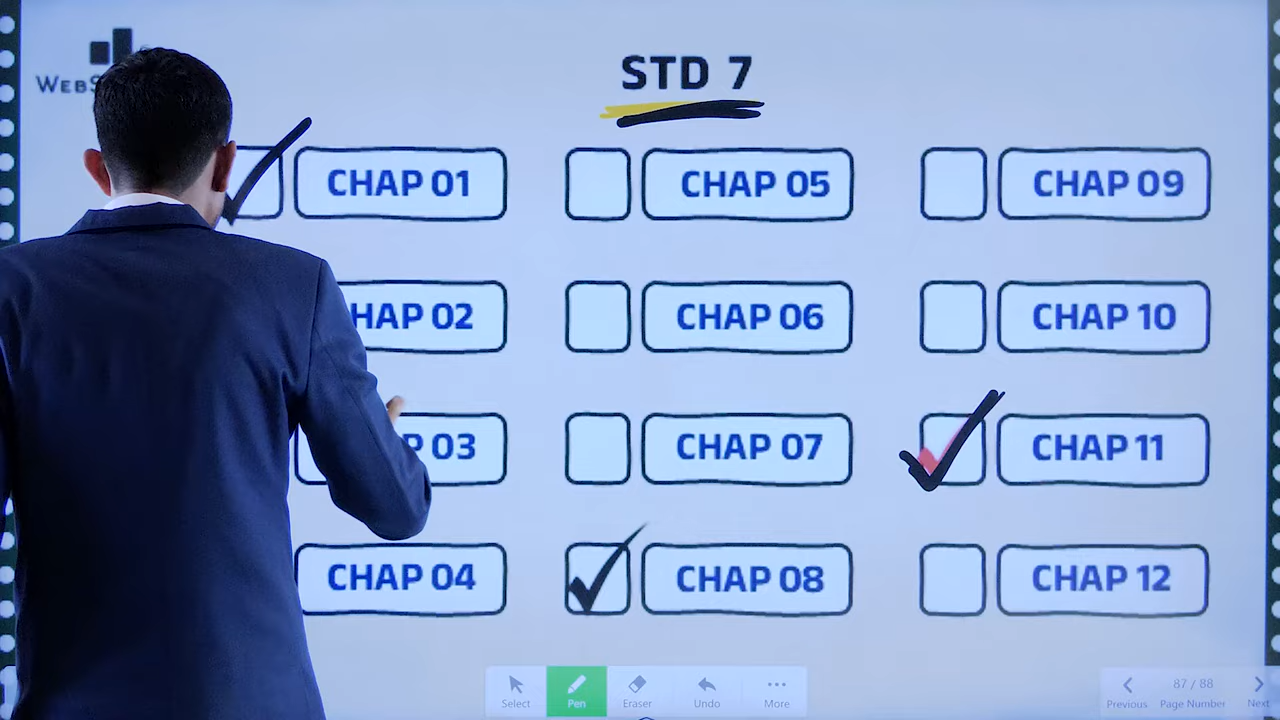 STD 7
CHAP 01
CHAP 05
CHAP 09
HAP 02
CHAP 06
CHAP 10
P 03
CHAP 07
CHAP 11
CHAP 04
CHAP 08
CHAP 12
Select
Pen
Eraser
Undo
More
87 / 88
Previous
Page Number
Next